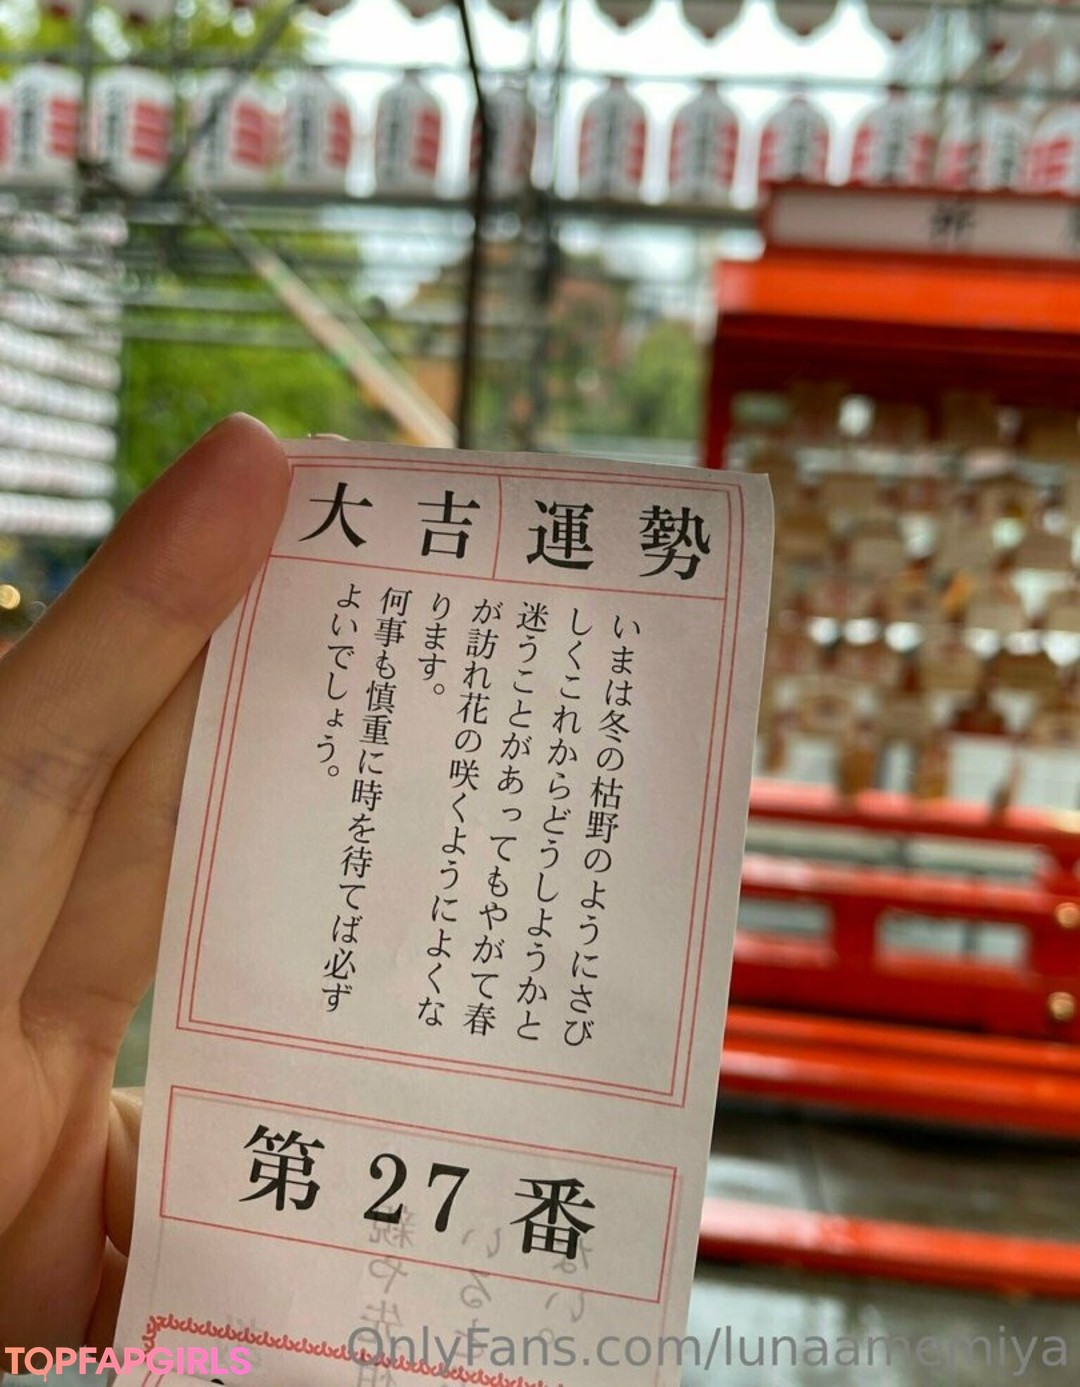 運勢
大吉
いまは冬の枯野のようにさび
しくこれからどうしようかと
迷うことがあってもやがて春
が訪れ花の咲くようによくな
ります。
何事も慎重に時を待てば必ず
よいでしょう。
第27番
TOPFAPGIRLS
OnlyFans.com/lunaamemiya